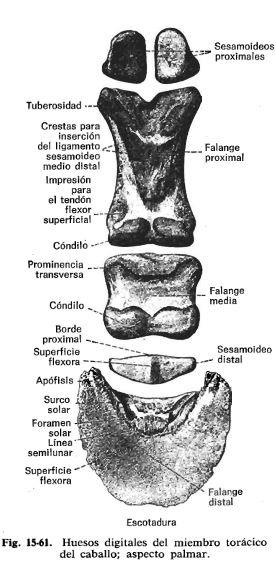 Sesamoideos
proximales
Tuberosidad
Crestas para
inserción
del ligamento
sesamoideo
medio distal
Falange
proximal
Impresión
para
el tendón
flexor
superficial
Cóndilo
Prominencia
transversa
Falange
media
Cóndilo
Borde
proximal
Superficie
flexora
Sesamoideo
distal
Apófisis
Surco
solar
Foramen
solar
Línea
semilunar
Superficie
flexora
Falange
distal
Escotadura
Fig. 15-61. Huesos digitales del miembro torácico
del caballo; aspecto palmar.